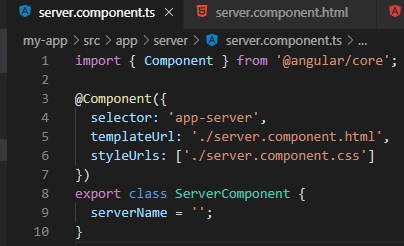 server.component.ts server.component.html
my-app > src > app > server > server.component.ts > ...
1 import { Component } from '@angular/core';
2
3 @Component({
4 selector: 'app-server',
5 templateUrl: './server.component.html',
6 styleUrls: ['./server.component.css']
7 })
8 export class ServerComponent {
9 serverName = '';
10 }